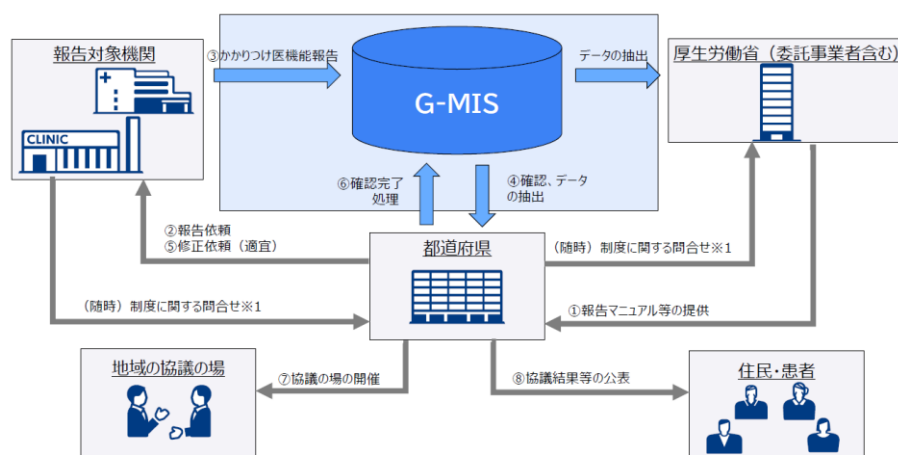 報告対象機関
CLINIC
③かかりつけ医機能報告
G-MIS
データの抽出
厚生労働省（委託事業者含む）
⑥確認完了
処理
④確認、データ
の抽出
②報告依頼
⑤修正依頼（適宜）
都道府県
（随時）制度に関する問合せ※1
（随時）制度に関する問合せ※1
①報告マニュアル等の提供
地域の協議の場
⑦協議の場の開催
⑧協議結果等の公表
住民・患者